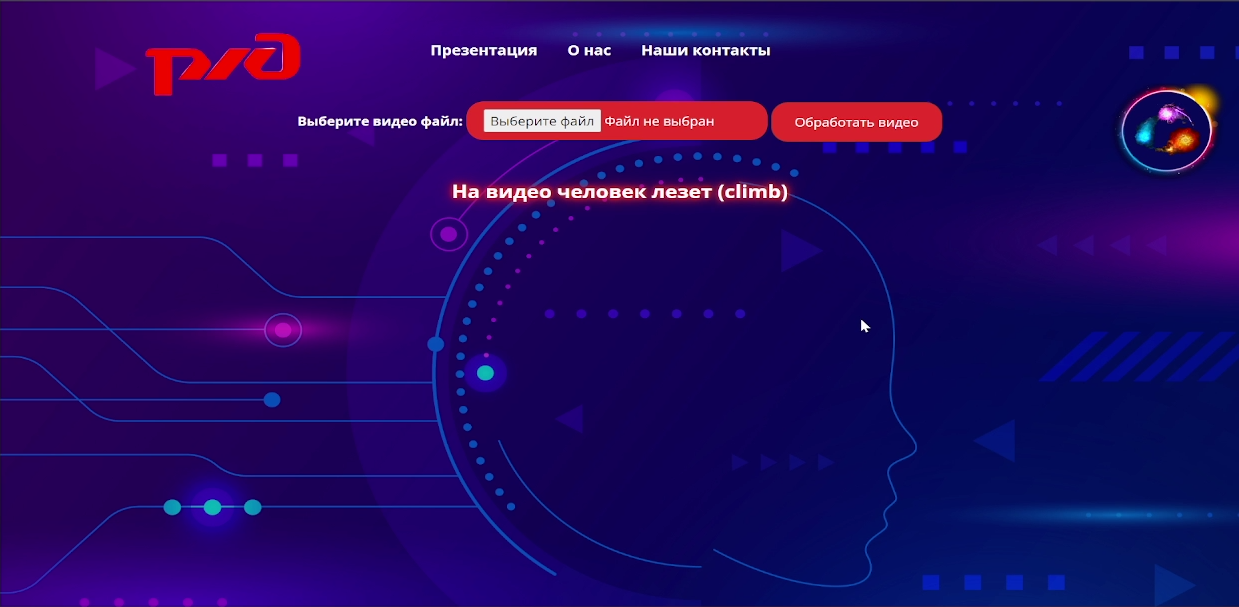 ржд
Презентация О нас Наши контакты
Выберите видео файл: Выберите файл Файл не выбран Обработать видео
На видео человек лезет (climb)